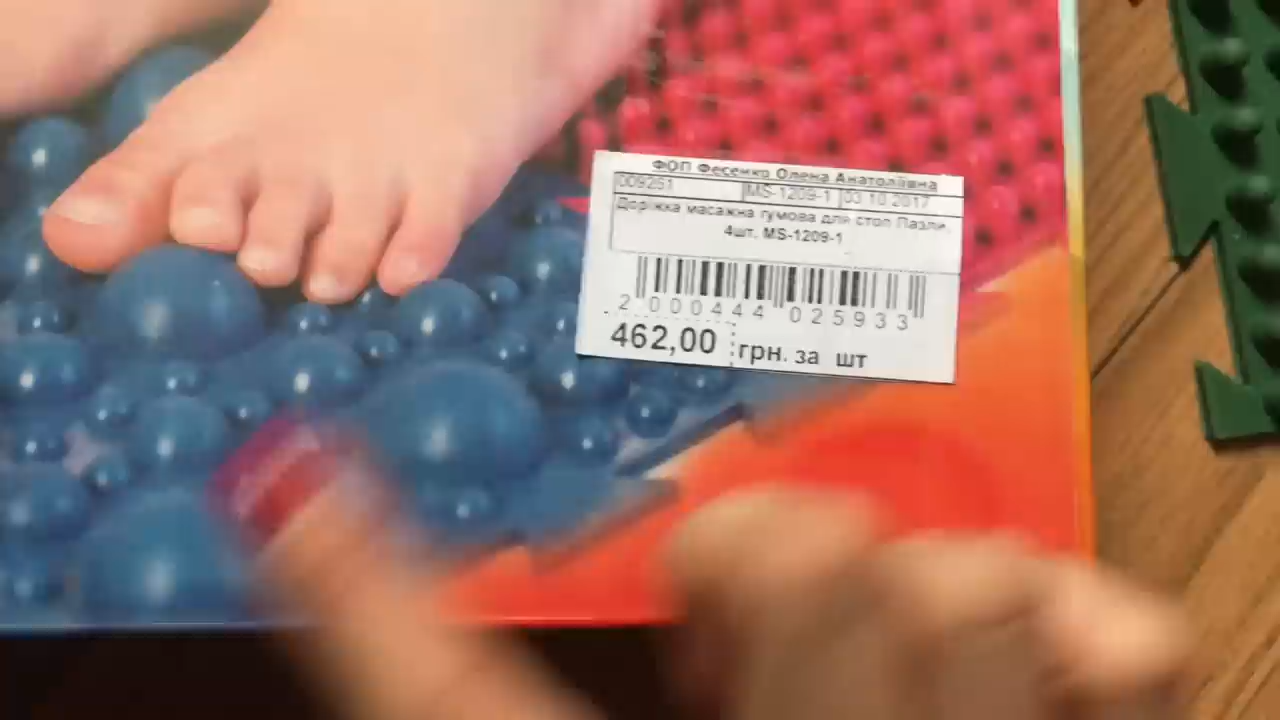 ФОП Фесенко Олена Анатоліївна
009251 MS-1209-1 03.10.2017
Доріжка масажна гумова для стоп Пазли,
4шт. MS-1209-1
2 000444 025933
462,00 грн. за шт